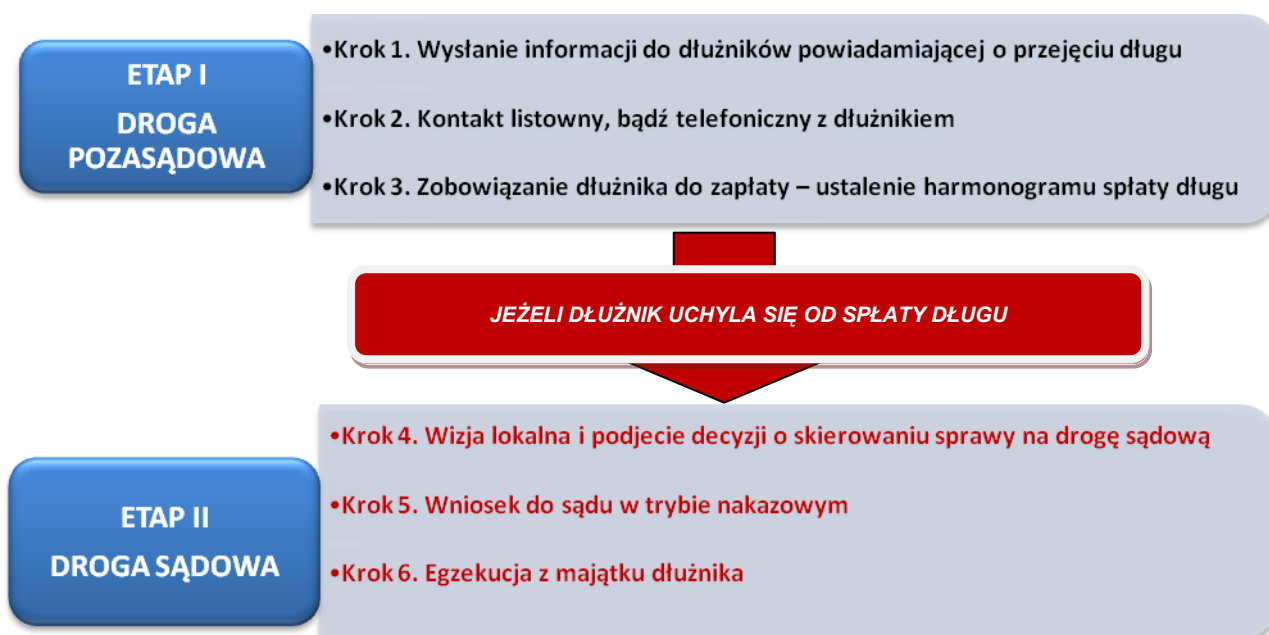 ETAP I
DROGA
POZASĄDOWA
•Krok 1. Wysłanie informacji do dłużników powiadamiającej o przejęciu długu
•Krok 2. Kontakt listowny, bądź telefoniczny z dłużnikiem
•Krok 3. Zobowiązanie dłużnika do zapłaty – ustalenie harmonogramu spłaty długu
JEŻELI DŁUŻNIK UCHYLA SIĘ OD SPŁATY DŁUGU
ETAP II
DROGA SĄDOWA
•Krok 4. Wizja lokalna i podjecie decyzji o skierowaniu sprawy na drogę sądową
•Krok 5. Wniosek do sądu w trybie nakazowym
•Krok 6. Egzekucja z majątku dłużnika